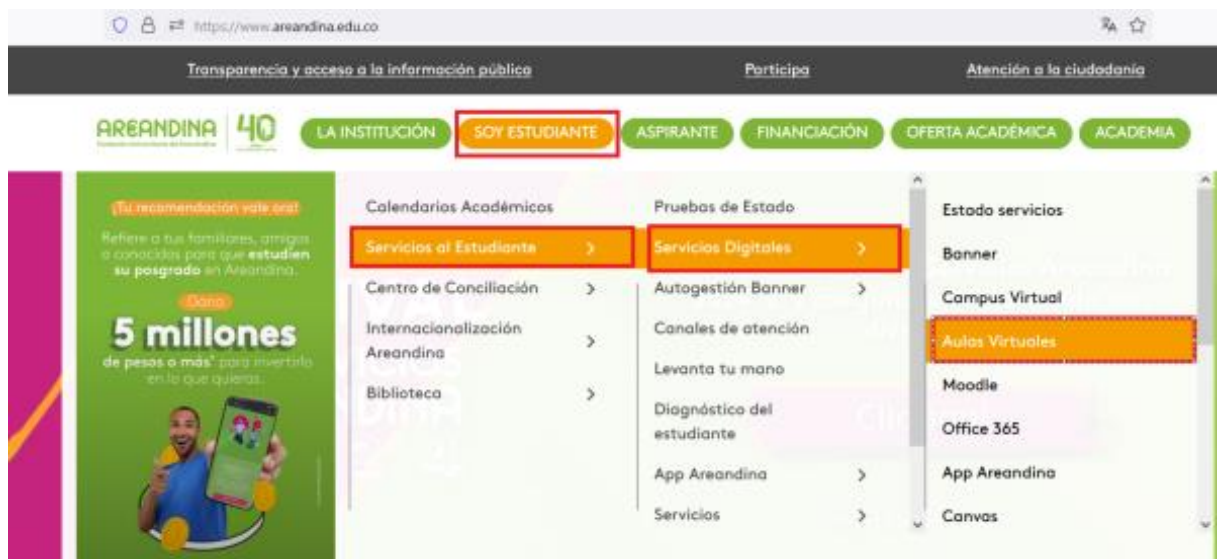 https://www.areandina.edu.co
Transparencia y acceso a la información pública
Participa
Atención a la ciudadanía
AREANDINA
40
LA INSTITUCIÓN
SOY ESTUDIANTE
ASPIRANTE
FINANCIACIÓN
OFERTA ACADÉMICA
ACADEMIA
¡Tu recomendación vale oro!
Refiere a tus familiares, amigos
o conocidos para que estudien
su posgrado en Areandina.
Gana
5 millones
de pesos o más* para invertirlo
en lo que quieras.
Calendarios Académicos
Servicios al Estudiante
Centro de Conciliación
Internacionalización
Areandina
Biblioteca
Pruebas de Estado
Servicios Digitales
Autogestión Banner
Canales de atención
Levanta tu mano
Diagnóstico del
estudiante
App Areandina
Servicios
Estado servicios
Banner
Campus Virtual
Aulas Virtuales
Moodle
Office 365
App Areandina
Canvas